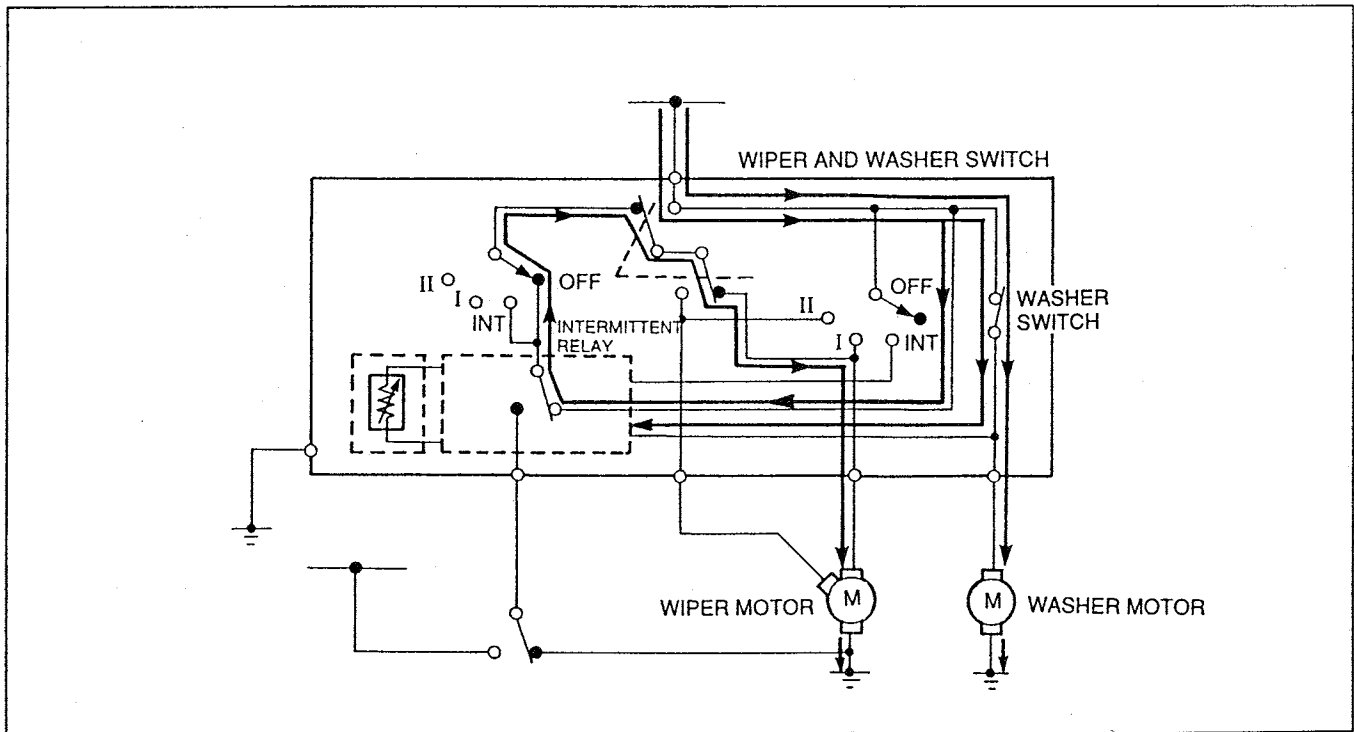 WIPER AND WASHER SWITCH
OFF
II
I
INT
INTERMITTENT
RELAY
OFF
II
I
INT
WASHER
SWITCH
WIPER MOTOR
M
M
WASHER MOTOR